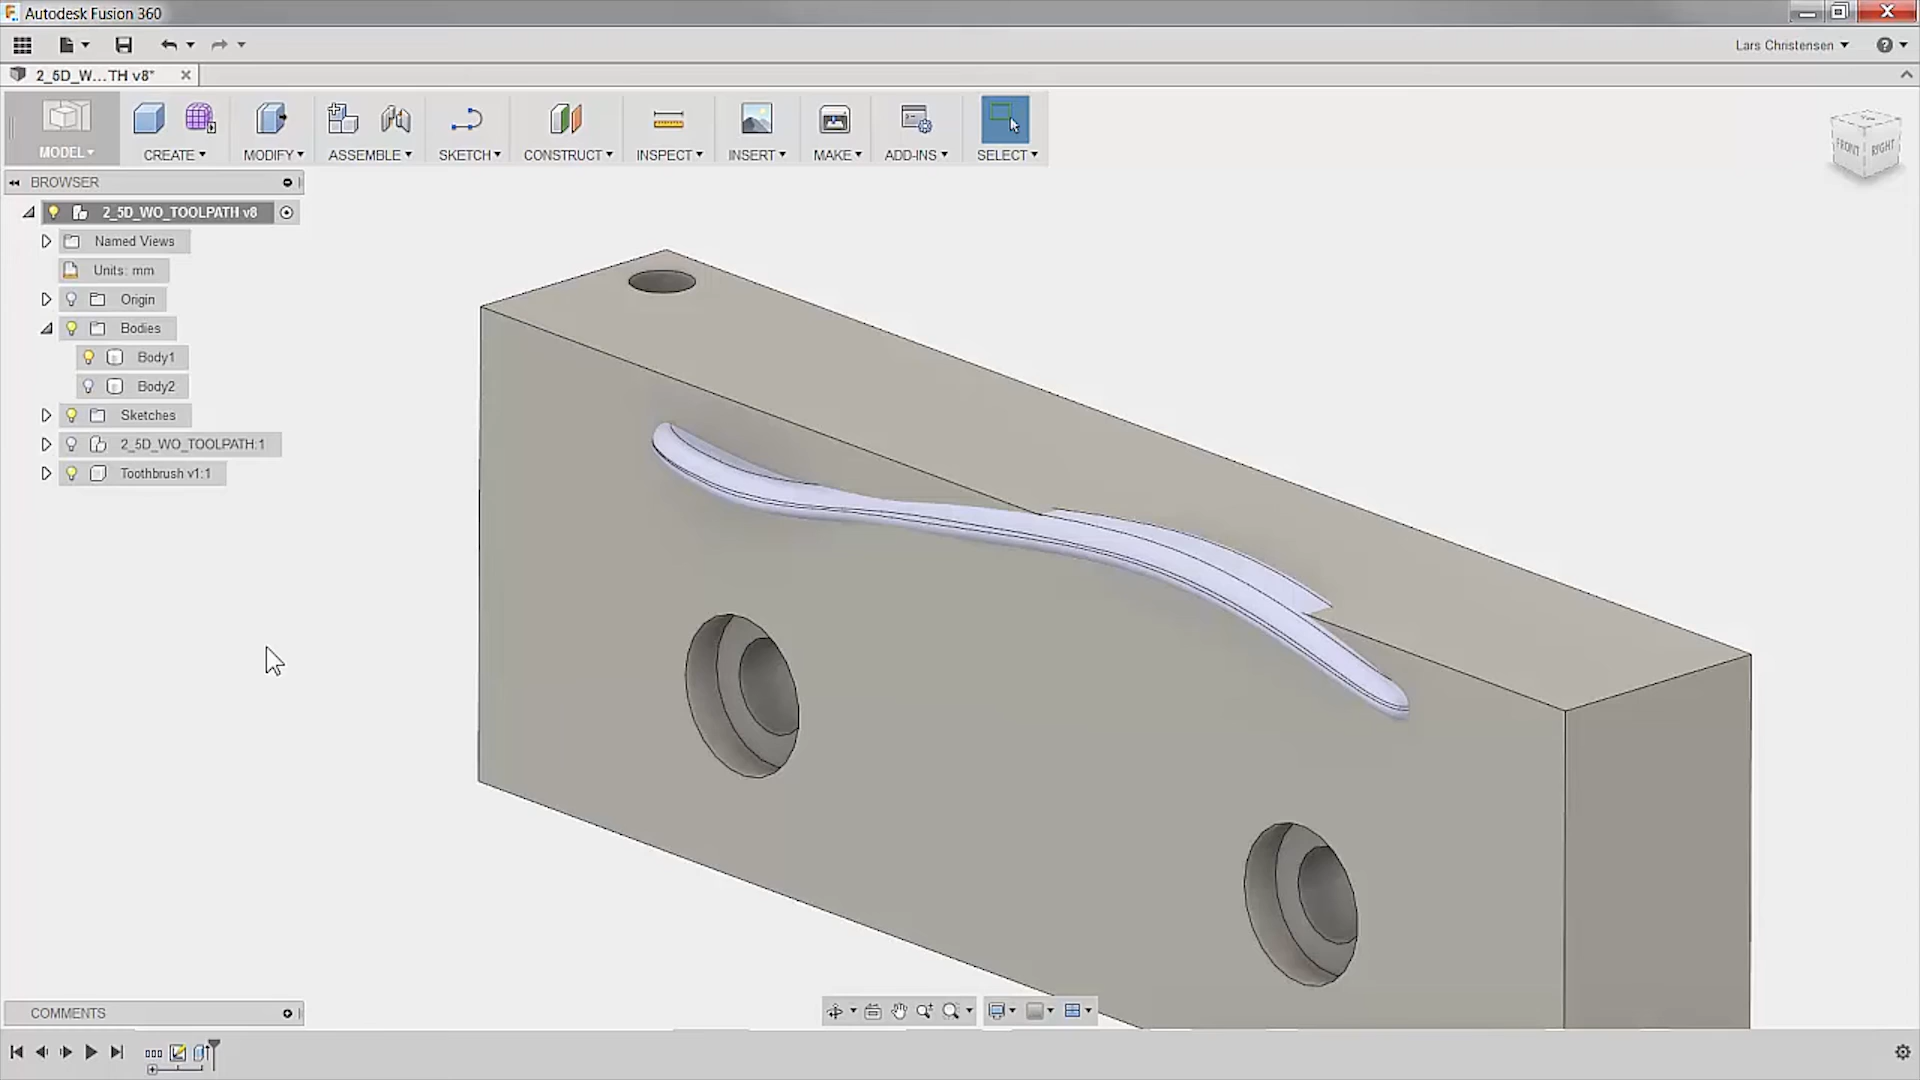 Autodesk Fusion 360
Lars Christensen
2_5D_W...TH v8*
MODEL
CREATE
MODIFY
ASSEMBLE
SKETCH
CONSTRUCT
INSPECT
INSERT
MAKE
ADD-INS
SELECT
FRONT
RIGHT
BROWSER
2_5D_WO_TOOLPATH v8
Named Views
Units: mm
Origin
Bodies
Body1
Body2
Sketches
2_5D_WO_TOOLPATH:1
Toothbrush v1:1
COMMENTS